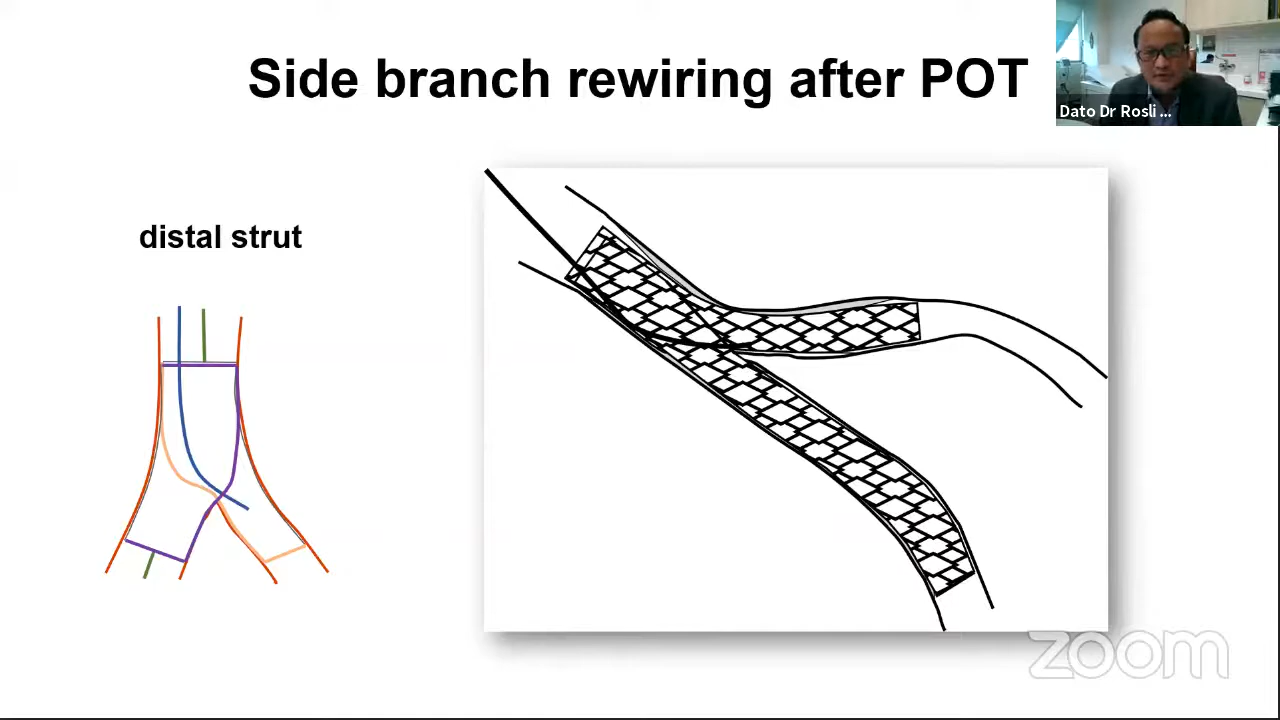 Side branch rewiring after POT
Dato Dr Rosli ...
distal strut
zoom